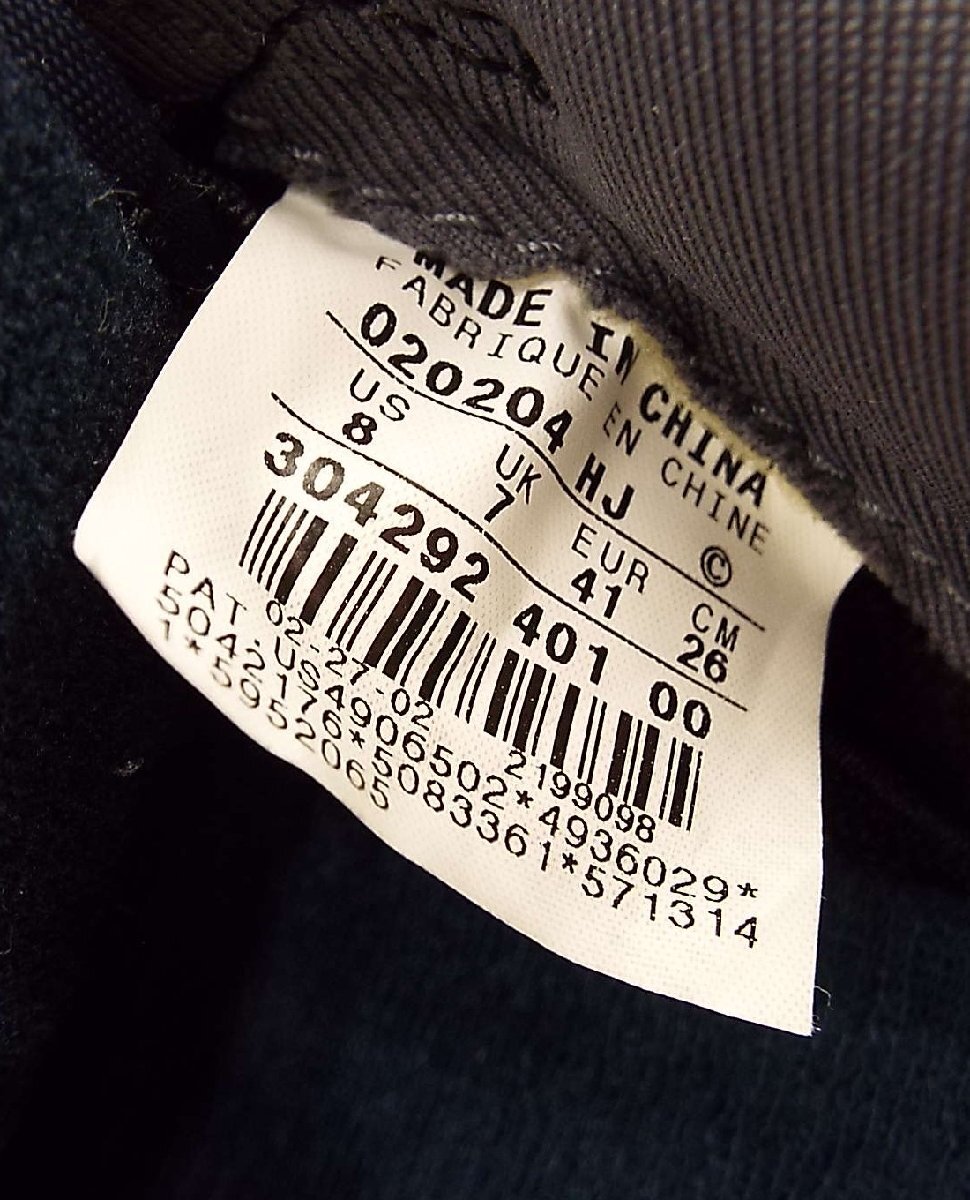 MADE IN CHINA
FABRIQUE EN CHINE
020204 HJ ©
US UK EUR CM
8 7 41 26
304292 401 00
02-27-02 2199098
PAT.US4906502*4936029*
5042176*5083361*571314
1*5952065